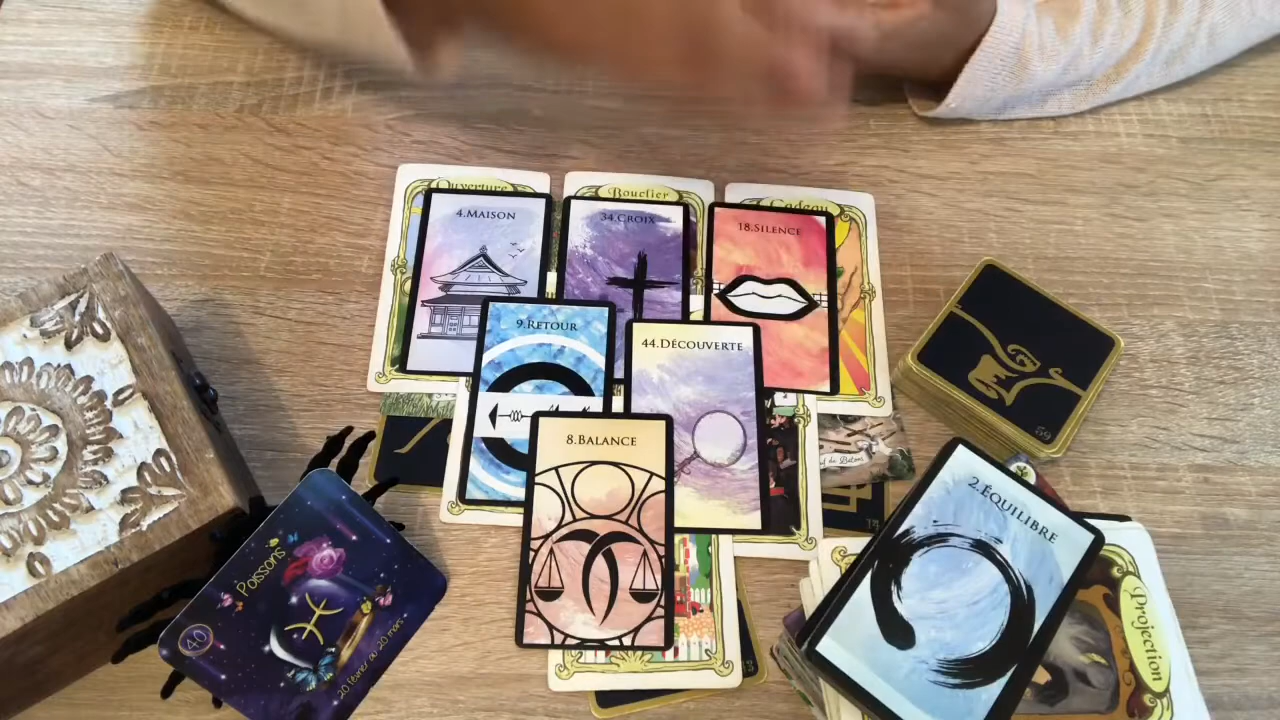 Ouverture
Bouclier
Cadeau
4.MAISON
34.CROIX
18.SILENCE
9.RETOUR
44.DÉCOUVERTE
8.BALANCE
59
14
2.ÉQUILIBRE
Projection
Poissons
40
20 février au 20 mars